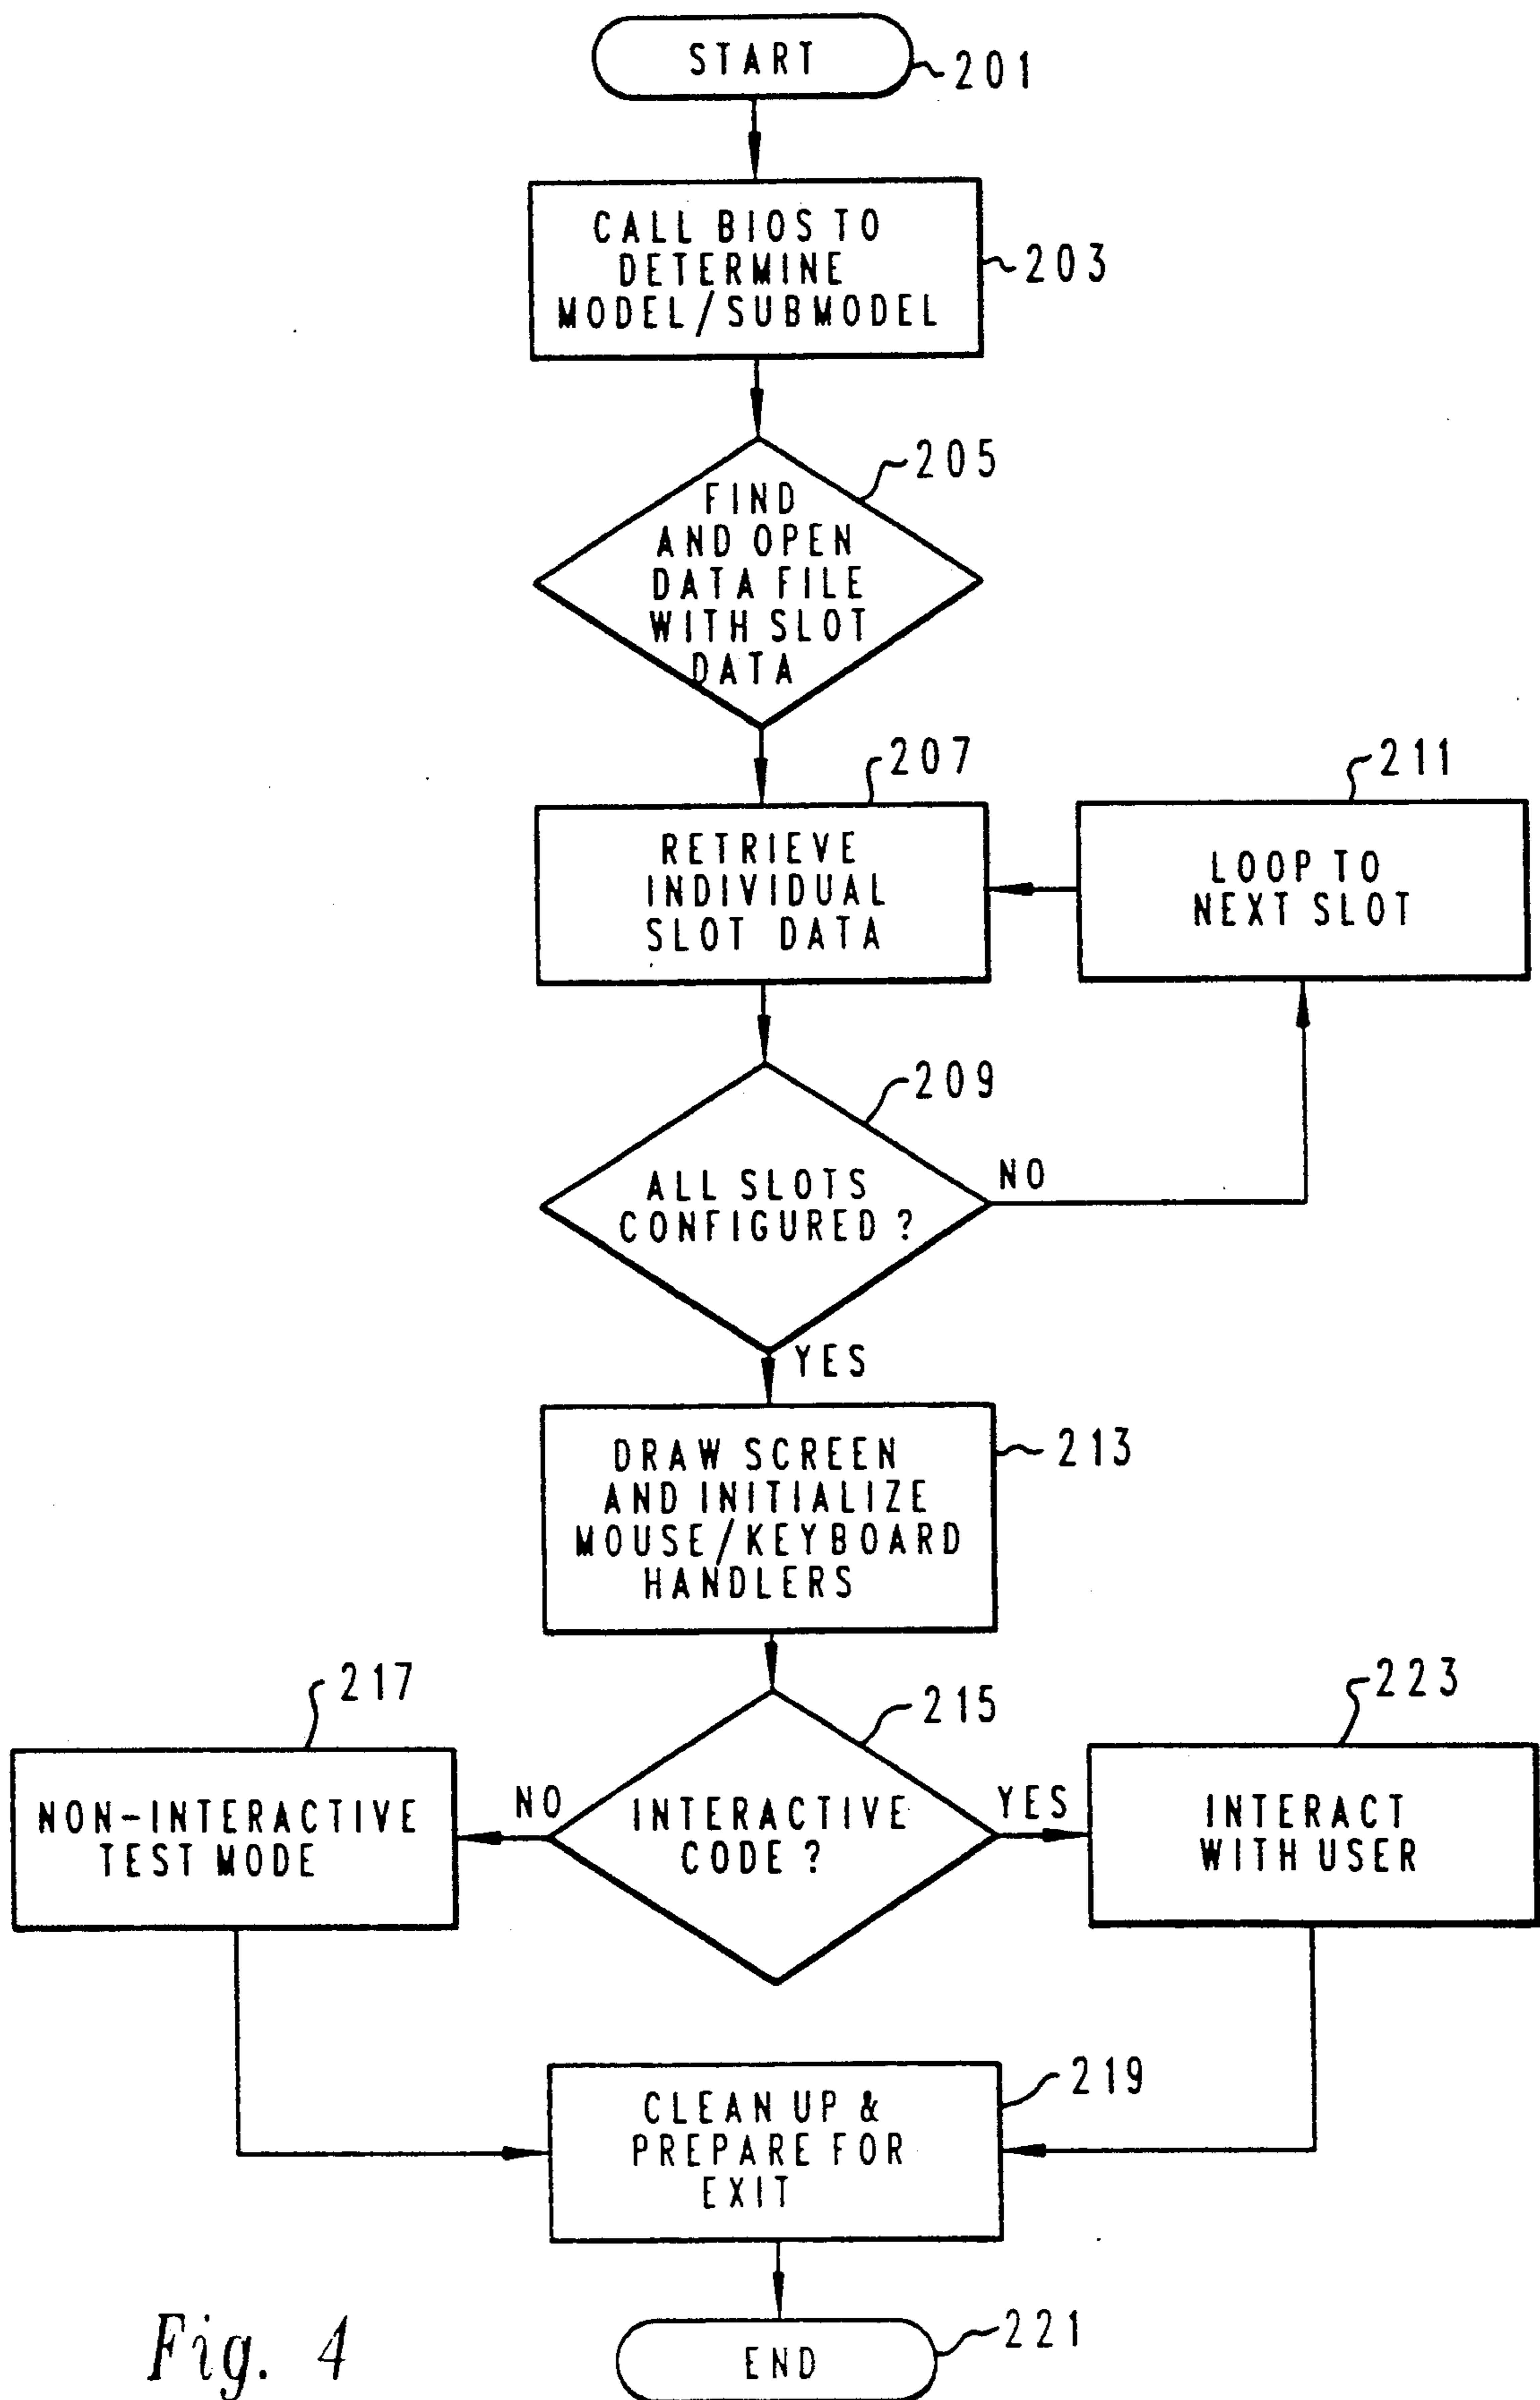 START
201
CALL BIOS TO
DETERMINE
MODEL/SUBMODEL
203
205
FIND
AND OPEN
DATA FILE
WITH SLOT
DATA
207
RETRIEVE
INDIVIDUAL
SLOT DATA
211
LOOP TO
NEXT SLOT
209
ALL SLOTS
CONFIGURED ?
NO
YES
DRAW SCREEN
AND INITIALIZE
MOUSE/KEYBOARD
HANDLERS
213
217
NON-INTERACTIVE
TEST MODE
NO
215
INTERACTIVE
CODE ?
YES
223
INTERACT
WITH USER
219
CLEAN UP &
PREPARE FOR
EXIT
END
221
Fig. 4